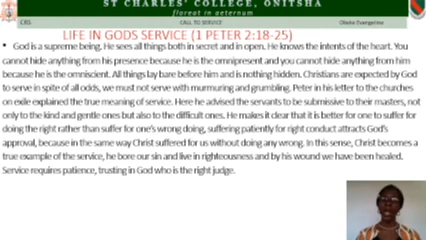 ST CHARLES' COLLEGE, ONITSHA
floreat in aeternum
CRS
CALL TO SERVICE
Obieke Evangeline
LIFE IN GODS SERVICE (1 PETER 2:18-25)
• God is a supreme being. He sees all things both in secret and in open. He knows the intents of the heart. You
cannot hide anything from his presence because he is the omnipresent and you cannot hide anything from him
because he is the omniscient. All things lay bare before him and is nothing hidden. Christians are expected by God
to serve in spite of all odds, we must not serve with murmuring and grumbling. Peter in his letter to the churches
on exile explained the true meaning of service. Here he advised the servants to be submissive to their masters, not
only to the kind and gentle ones but also to the difficult ones. He makes it clear that it is better for one to suffer for
doing the right rather than suffer for one's wrong doing, suffering patiently for right conduct attracts God's
approval, because in the same way Christ suffered for us without doing any wrong. In this sense, Christ becomes a
true example of the service, he bore our sin and live in righteousness and by his wound we have been healed.
Service requires patience, trusting in God who is the right judge.